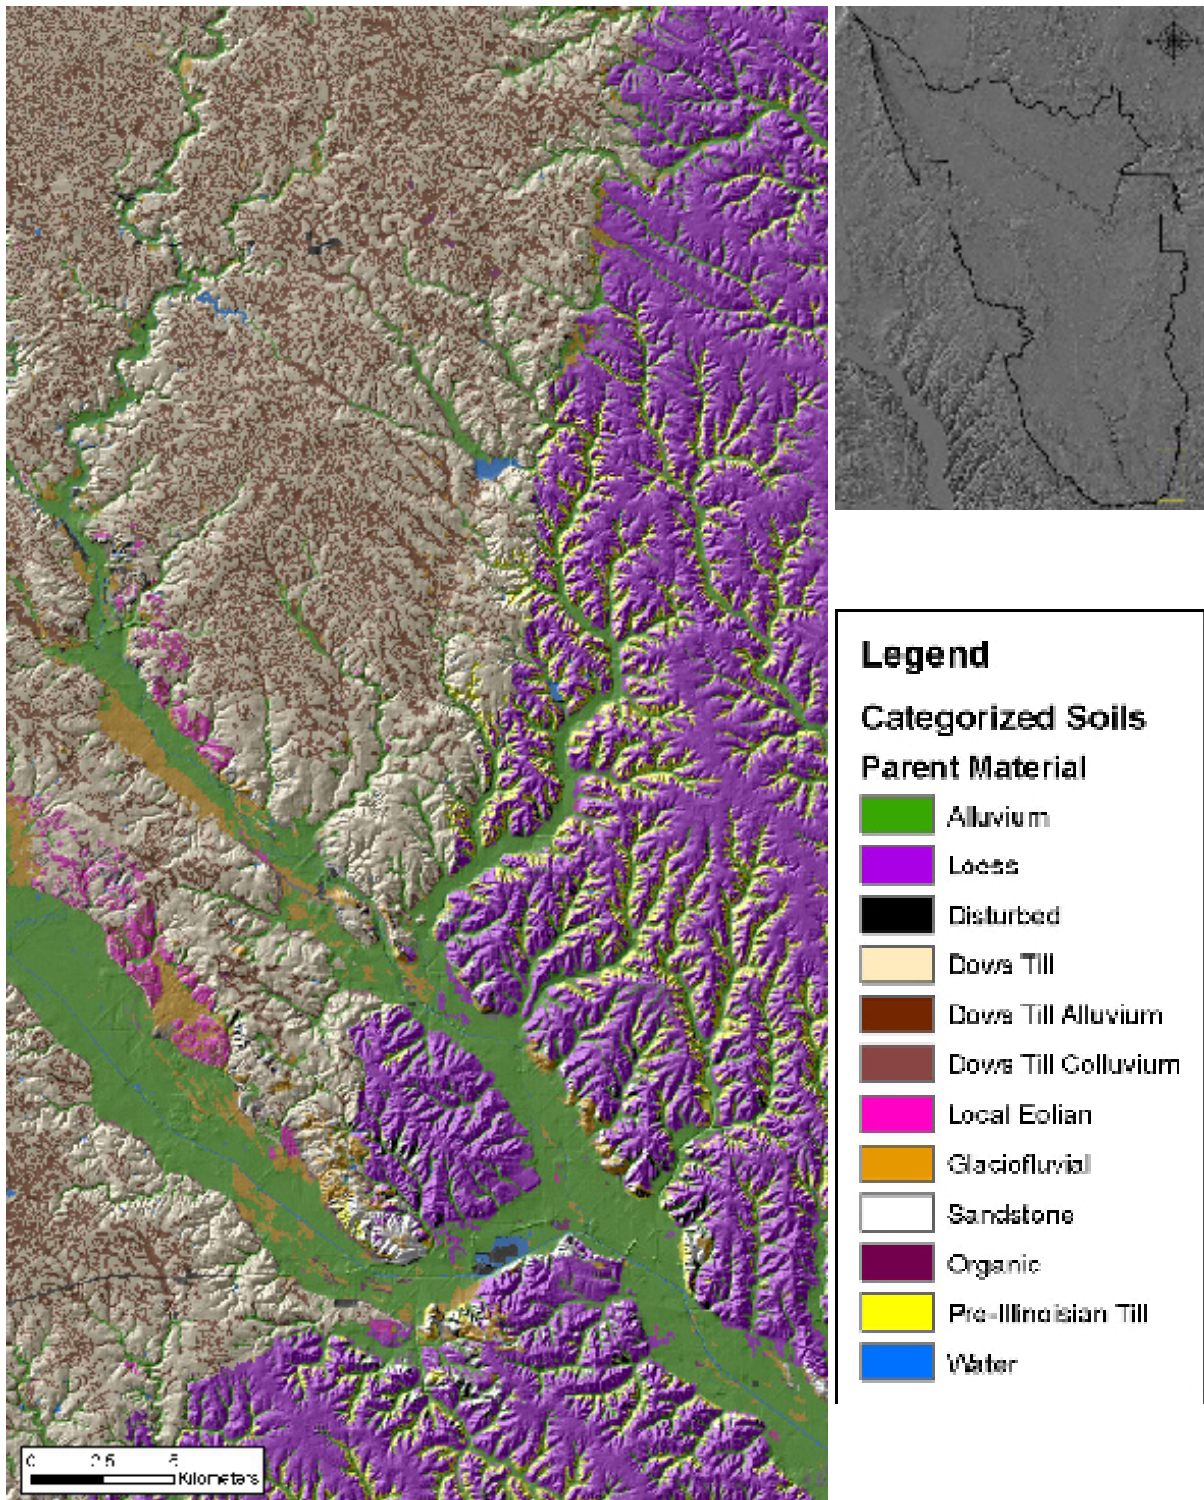 Legend
Categorized Soils
Parent Material
Alluvium
Loess
Disturbed
Dows Till
Dows Till Alluvium
Dows Till Colluvium
Local Eolian
Glaciofluvial
Sandstone
Organic
Pre-Illinoisian Till
Water
0 2.5 5
Kilometers